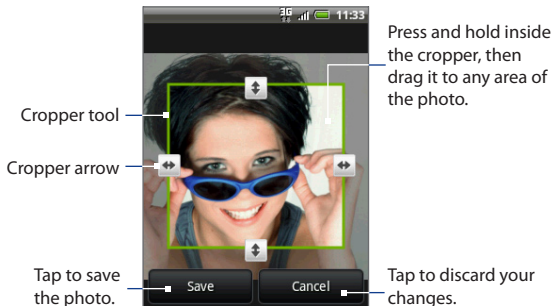 3G 11:33
Press and hold inside
the cropper, then
drag it to any area of
the photo.
Cropper tool
Cropper arrow
Tap to save
the photo.
Save
Cancel
Tap to discard your
changes.